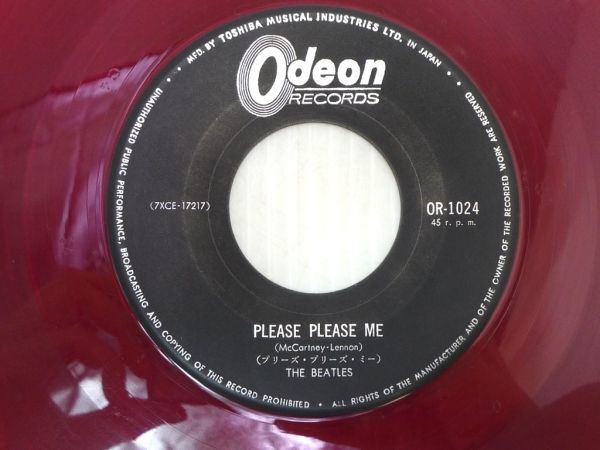 • MFD. BY TOSHIBA MUSICAL INDUSTRIES LTD. IN JAPAN •
Odeon
RECORDS
(7XCE-17217)
OR-1024
45 r. p. m.
PLEASE PLEASE ME
(McCartney-Lennon)
(プリーズ・プリーズ・ミー)
THE BEATLES
UNAUTHORIZED PUBLIC PERFORMANCE, BROADCASTING AND COPYING OF THIS RECORD PROHIBITED • ALL RIGHTS OF THE MANUFACTURER AND OF THE OWNER OF THE RECORDED WORK ARE RESERVED